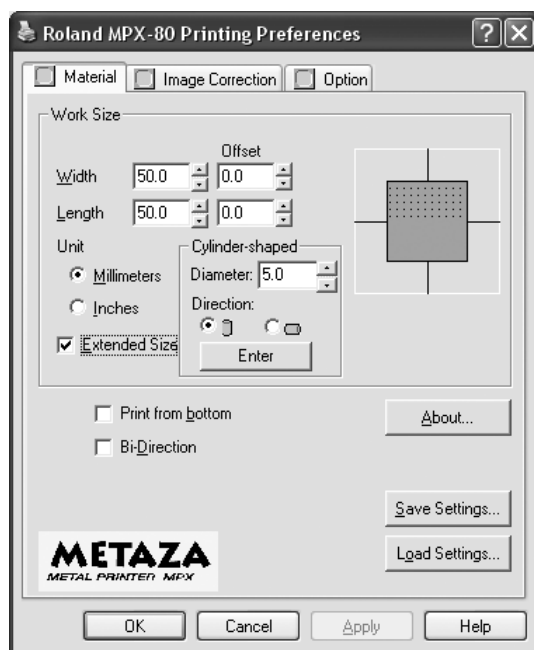 Roland MPX-80 Printing Preferences
Material
Image Correction
Option
Work Size
Offset
Width 50.0 0.0
Length 50.0 0.0
Unit
Millimeters
Inches
Extended Size
Cylinder-shaped
Diameter: 5.0
Direction:
Enter
Print from bottom
Bi-Direction
About...
Save Settings...
Load Settings...
METAZA
METAL PRINTER MPX
OK Cancel Apply Help